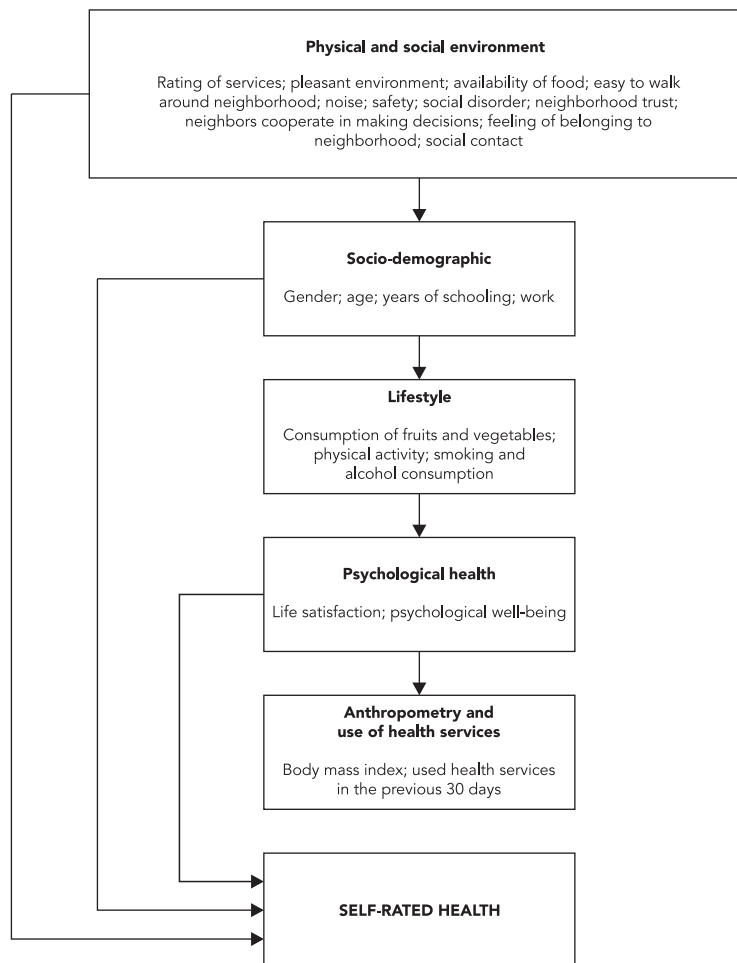 Physical and social environment
Rating of services; pleasant environment; availability of food; easy to walk
around neighborhood; noise; safety; social disorder; neighborhood trust;
neighbors cooperate in making decisions; feeling of belonging to
neighborhood; social contact
Socio-demographic
Gender; age; years of schooling; work
Lifestyle
Consumption of fruits and vegetables;
physical activity; smoking and
alcohol consumption
Psychological health
Life satisfaction; psychological well-being
Anthropometry and
use of health services
Body mass index; used health services
in the previous 30 days
SELF-RATED HEALTH